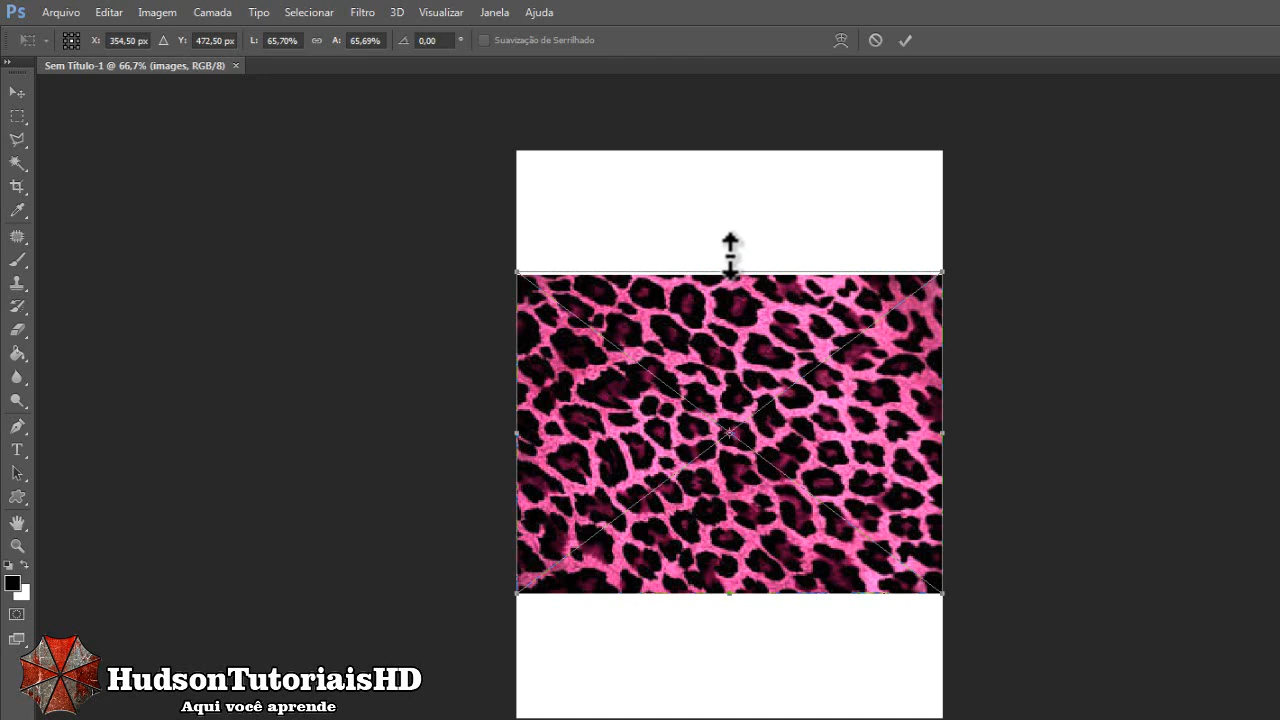 Ps Arquivo Editar Imagem Camada Tipo Selecionar Filtro 3D Visualizar Janela Ajuda
X: 354,50 px Y: 472,50 px L: 65,70% A: 65,69% 0,00 ° Suavização de Serrilhado
Sem Título-1 @ 66,7% (images, RGB/8) ×
T
HudsonTutoriaisHD
Aqui você aprende